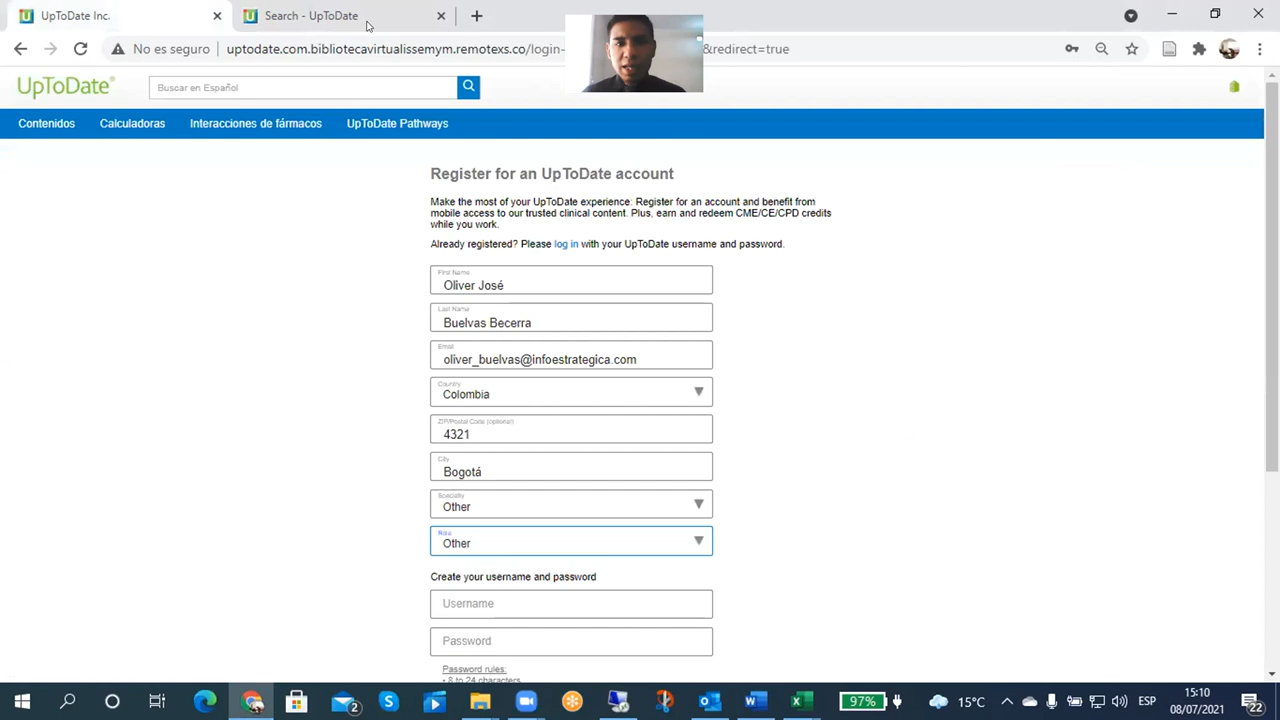 UpToDate Inc.
Search - UpToDate
No es seguro
uptodate.com.bibliotecavirtualissemym.remotexs.co/login-
&redirect=true
UpToDate®
Buscar en Español
Contenidos
Calculadoras
Interacciones de fármacos
UpToDate Pathways
Register for an UpToDate account
Make the most of your UpToDate experience: Register for an account and benefit from
mobile access to our trusted clinical content. Plus, earn and redeem CME/CE/CPD credits
while you work.
Already registered? Please log in with your UpToDate username and password.
First Name
Oliver José
Last Name
Buelvas Becerra
Email
oliver_buelvas@infoestrategica.com
Country
Colombia
ZIP/Postal Code (optional)
4321
City
Bogotá
Specialty
Other
Role
Other
Create your username and password
Username
Password
Password rules:
• 8 to 24 characters
2
97%
15°C
ESP
15:10
08/07/2021
22